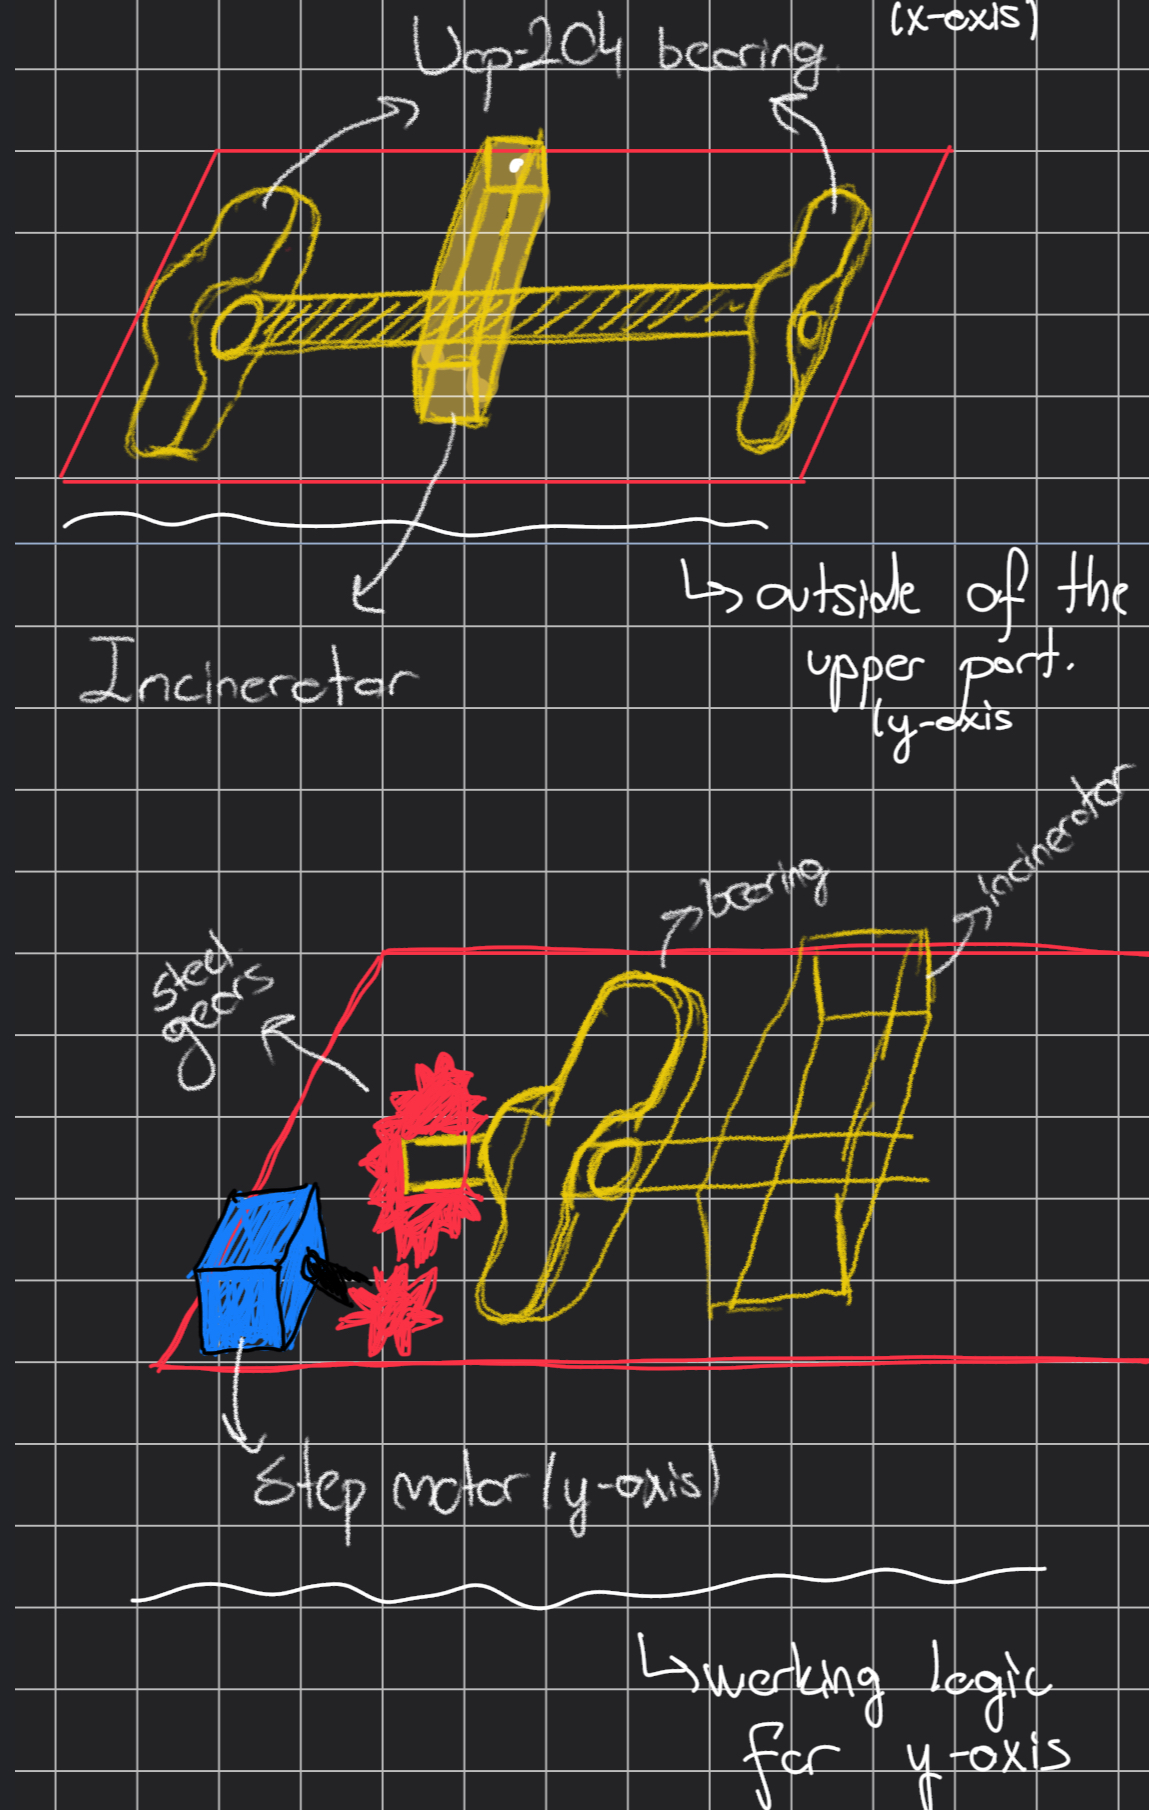 (x-axis)
Ucp-204 bearing
Incinerator
↳ outside of the
upper part.
(y-axis
bearing
incinerator
steel
gears
Step motor (y-axis)
↳ working logic
for y-axis